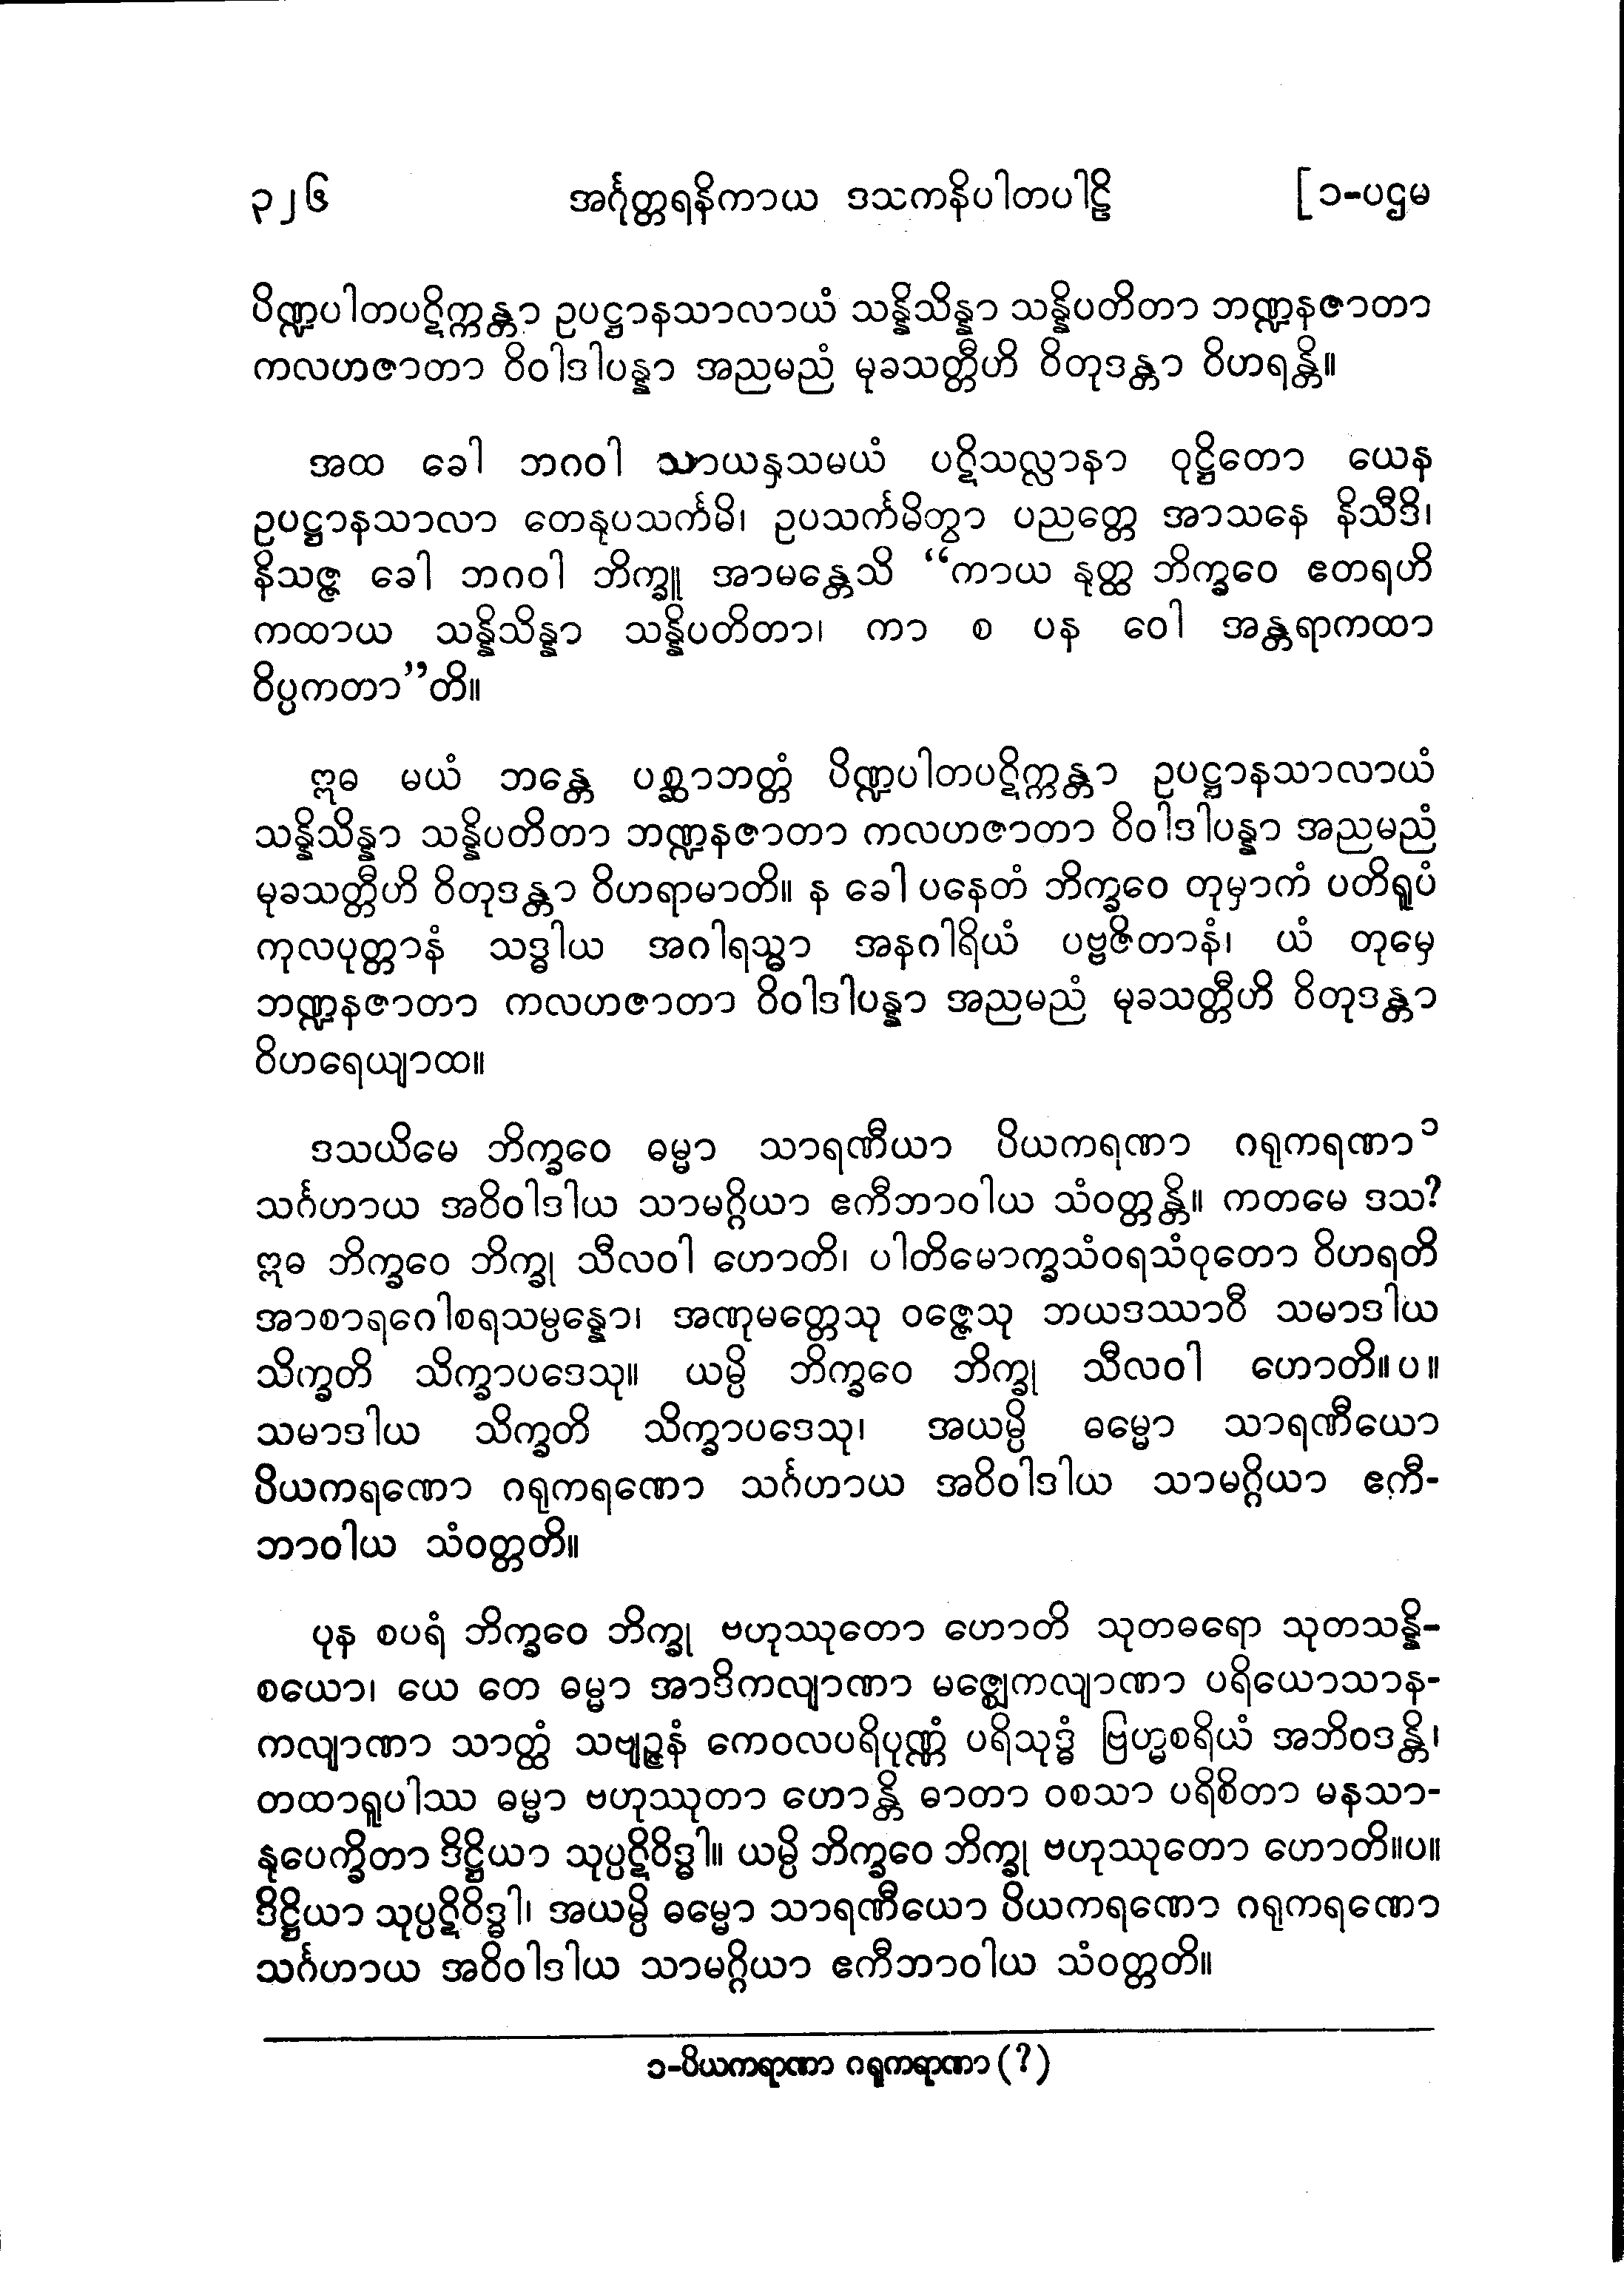 ၃၂၆ အင်္ဂုတ္တရနိကာယ ဒသကနိပါတပါဠိ [ ၁-ပဌမ
ပိဏ္ဍပါတပဋိက္ကန္တာ ဥပဋ္ဌာနသာလာယံ သန္နိသိန္နာ သန္နိပတိတာ ဘဏ္ဍနဇာတာ
ကလဟဇာတာ ဝိဝါဒါပန္နာ အညမညံ မုခသတ္တီဟိ ဝိတုဒန္တာ ဝိဟရန္တိ။
အထ ခေါ ဘဂဝါ သာယနှသမယံ ပဋိသလ္လာနာ ဝုဋ္ဌိတော ယေန
ဥပဋ္ဌာနသာလာ တေနုပသင်္ကမိ၊ ဥပသင်္ကမိတွာ ပညတ္တေ အာသနေ နိသီဒိ၊
နိသဇ္ဇ ခေါ ဘဂဝါ ဘိက္ခူ အာမန္တေသိ “ကာယ နုတ္ထ ဘိက္ခဝေ ဧတရဟိ
ကထာယ သန္နိသိန္နာ သန္နိပတိတာ၊ ကာ စ ပန ဝေါ အန္တရာကထာ
ဝိပ္ပကတာ”တိ။
ဣဓ မယံ ဘန္တေ ပစ္ဆာဘတ္တံ ပိဏ္ဍပါတပဋိက္ကန္တာ ဥပဋ္ဌာနသာလာယံ
သန္နိသိန္နာ သန္နိပတိတာ ဘဏ္ဍနဇာတာ ကလဟဇာတာ ဝိဝါဒါပန္နာ အညမညံ
မုခသတ္တီဟိ ဝိတုဒန္တာ ဝိဟရာမာတိ။ န ခေါ ပနေတံ ဘိက္ခဝေ တုမှာကံ ပတိရူပံ
ကုလပုတ္တာနံ သဒ္ဓါယ အဂါရသ္မာ အနဂါရိယံ ပဗ္ဗဇိတာနံ၊ ယံ တုမှေ
ဘဏ္ဍနဇာတာ ကလဟဇာတာ ဝိဝါဒါပန္နာ အညမညံ မုခသတ္တီဟိ ဝိတုဒန္တာ
ဝိဟရေယျာထ။
ဒသယိမေ ဘိက္ခဝေ ဓမ္မာ သာရဏီယာ ပိယကရဏာ ဂရုကရဏာ ၁
သင်္ဂဟာယ အဝိဝါဒါယ သာမဂ္ဂိယာ ဧကီဘာဝါယ သံဝတ္တန္တိ။ ကတမေ ဒသ?
ဣဓ ဘိက္ခဝေ ဘိက္ခု သီလဝါ ဟောတိ၊ ပါတိမောက္ခသံဝရသံဝုတော ဝိဟရတိ
အာစာရဂေါစရသမ္ပန္နော၊ အဏုမတ္တေသု ဝဇ္ဇေသု ဘယဒဿာဝီ သမာဒါယ
သိက္ခတိ သိက္ခာပဒေသု။ ယမ္ပိ ဘိက္ခဝေ ဘိက္ခု သီလဝါ ဟောတိ။ပ။
သမာဒါယ သိက္ခတိ သိက္ခာပဒေသု၊ အယမ္ပိ ဓမ္မော သာရဏီယော
ပိယကရဏော ဂရုကရဏော သင်္ဂဟာယ အဝိဝါဒါယ သာမဂ္ဂိယာ ဧကီ-
ဘာဝါယ သံဝတ္တတိ။
ပုန စပရံ ဘိက္ခဝေ ဘိက္ခု ဗဟုဿုတော ဟောတိ သုတဓရော သုတသန္နိ-
စယော၊ ယေ တေ ဓမ္မာ အာဒိကလျာဏာ မဇ္ဈေကလျာဏာ ပရိယောသာန-
ကလျာဏာ သာတ္ထံ သဗျဉ္ဇနံ ကေဝလပရိပုဏ္ဏံ ပရိသုဒ္ဓံ ဗြဟ္မစရိယံ အဘိဝဒန္တိ၊
တထာရူပါဿ ဓမ္မာ ဗဟုဿုတာ ဟောန္တိ ဓာတာ ဝစသာ ပရိစိတာ မနသာ-
နုပေက္ခိတာ ဒိဋ္ဌိယာ သုပ္ပဋိဝိဒ္ဓါ။ ယမ္ပိ ဘိက္ခဝေ ဘိက္ခု ဗဟုဿုတော ဟောတိ။ပ။
ဒိဋ္ဌိယာ သုပ္ပဋိဝိဒ္ဓါ၊ အယမ္ပိ ဓမ္မော သာရဏီယော ပိယကရဏော ဂရုကရဏော
သင်္ဂဟာယ အဝိဝါဒါယ သာမဂ္ဂိယာ ဧကီဘာဝါယ သံဝတ္တတိ။
၁-ပိယကရာဏာ ဂရုကရာဏာ (?)